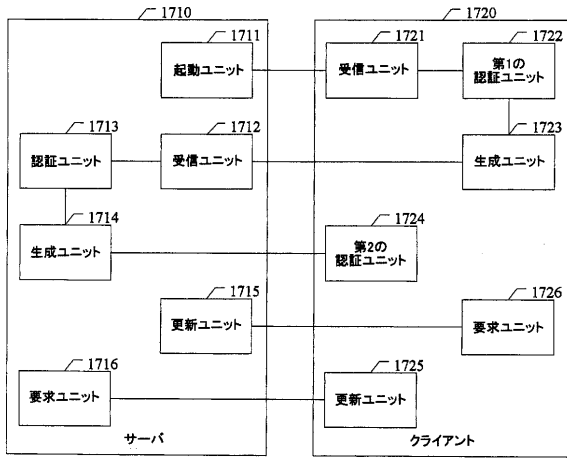 1710
1720
1711
1721
1722
起動ユニット
受信ユニット
第1の
認証ユニット
1713
1712
1723
認証ユニット
受信ユニット
生成ユニット
1714
1724
生成ユニット
第2の
認証ユニット
1715
1726
更新ユニット
要求ユニット
1716
1725
要求ユニット
更新ユニット
サーバ
クライアント